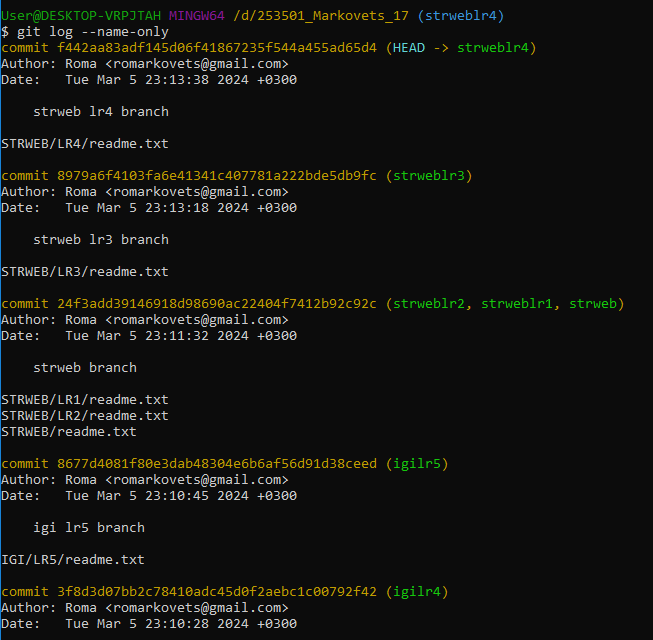 User@DESKTOP-VRPJTAH MINGW64 /d/253501_Markovets_17 (strweblr4)
$ git log --name-only
commit f442aa83adf145d06f41867235f544a455ad65d4 (HEAD -> strweblr4)
Author: Roma <romarkovets@gmail.com>
Date:   Tue Mar 5 23:13:38 2024 +0300

    strweb lr4 branch

STRWEB/LR4/readme.txt

commit 8979a6f4103fa6e41341c407781a222bde5db9fc (strweblr3)
Author: Roma <romarkovets@gmail.com>
Date:   Tue Mar 5 23:13:18 2024 +0300

    strweb lr3 branch

STRWEB/LR3/readme.txt

commit 24f3add39146918d98690ac22404f7412b92c92c (strweblr2, strweblr1, strweb)
Author: Roma <romarkovets@gmail.com>
Date:   Tue Mar 5 23:11:32 2024 +0300

    strweb branch

STRWEB/LR1/readme.txt
STRWEB/LR2/readme.txt
STRWEB/readme.txt

commit 8677d4081f80e3dab48304e6b6af56d91d38ceed (igilr5)
Author: Roma <romarkovets@gmail.com>
Date:   Tue Mar 5 23:10:45 2024 +0300

    igi lr5 branch

IGI/LR5/readme.txt

commit 3f8d3d07bb2c78410adc45d0f2aebc1c00792f42 (igilr4)
Author: Roma <romarkovets@gmail.com>
Date:   Tue Mar 5 23:10:28 2024 +0300